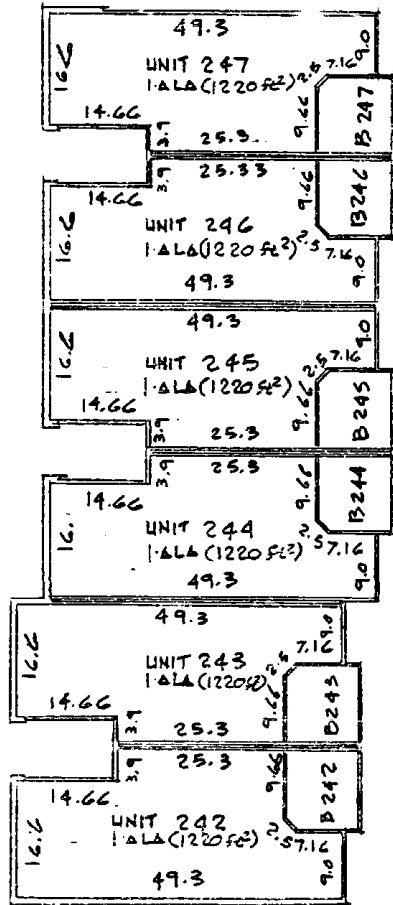 49.3
16.6
UNIT 247
1·ALA (1220 ft²)
2.5 7.16 9.0
14.66
3.9
25.3
9.66
B247
3.9
25.33
9.66
B246
14.66
16.6
UNIT 246
1·ALA (1220 ft²)
2.5 7.16 9.0
49.3
49.3
16.6
UNIT 245
1·ALA (1220 ft²)
2.5 7.16 9.0
14.66
3.9
25.3
9.66
B245
3.9
25.3
9.66
B244
14.66
16.
UNIT 244
1·ALA (1220 ft²)
2.5 7.16 9.0
49.3
49.3
16.6
UNIT 243
1·ALA (1220 ft²)
2.5 7.16 9.0
14.66
3.9
25.3
9.66
B243
3.9
25.3
9.66
B242
14.66
16.6
UNIT 242
1·ALA (1220 ft²)
2.5 7.16 9.0
49.3